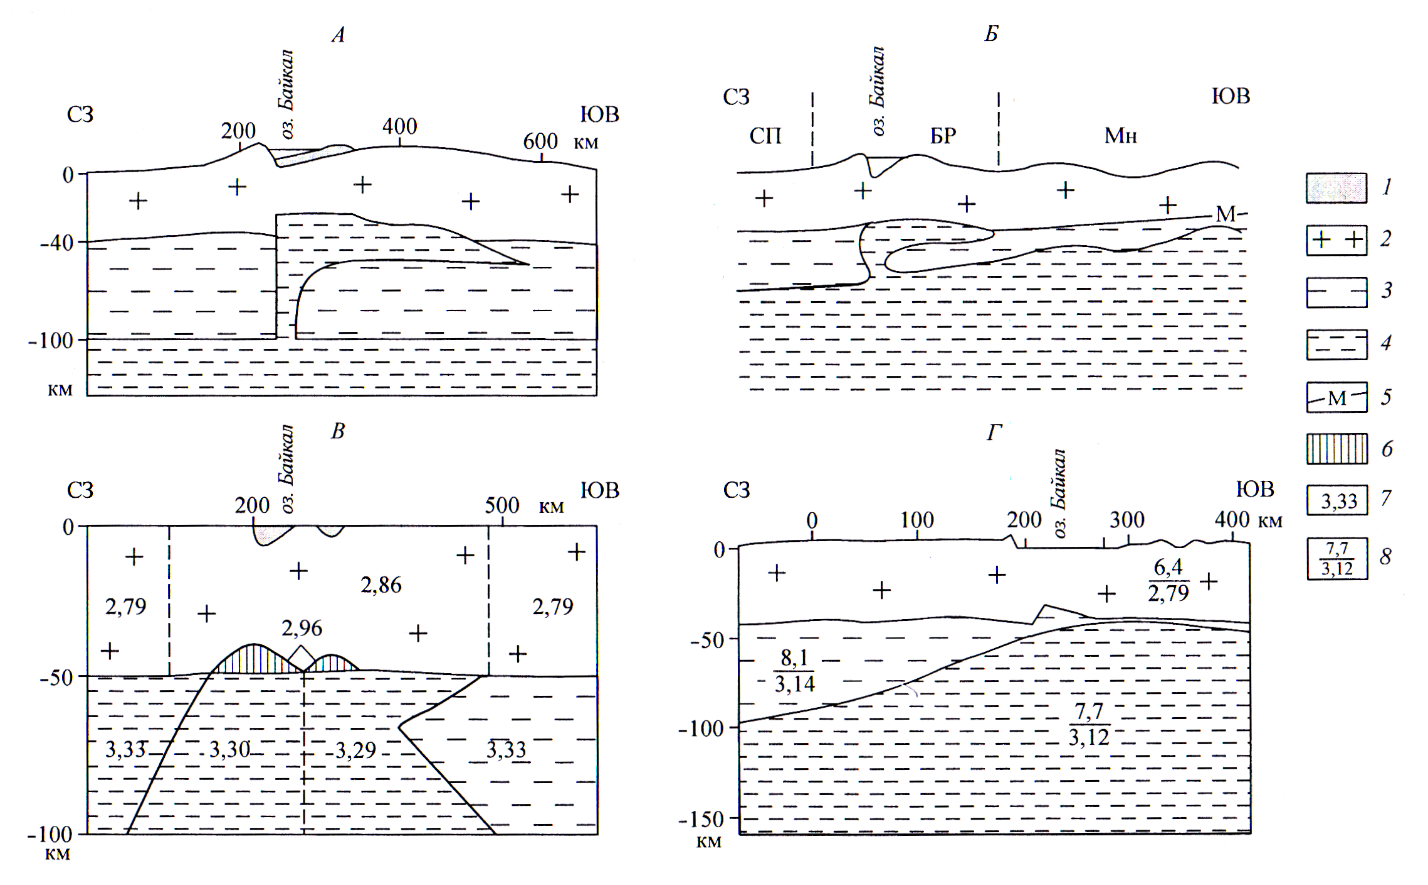 А
оз. Байкал
СЗ
ЮВ
200
400
600 км
0
-40
-100
км
Б
оз. Байкал
СЗ
ЮВ
СП
БР
Мн
М
В
оз. Байкал
СЗ
ЮВ
200
500 км
0
2,79
2,86
2,79
2,96
-50
3,33
3,30
3,29
3,33
-100
км
Г
оз. Байкал
СЗ
ЮВ
0
100
200
300
400 км
0
6,4
2,79
-50
8,1
3,14
-100
7,7
3,12
-150
км
1
2
3
4
М 5
6
3,33 7
7,7
3,12
8